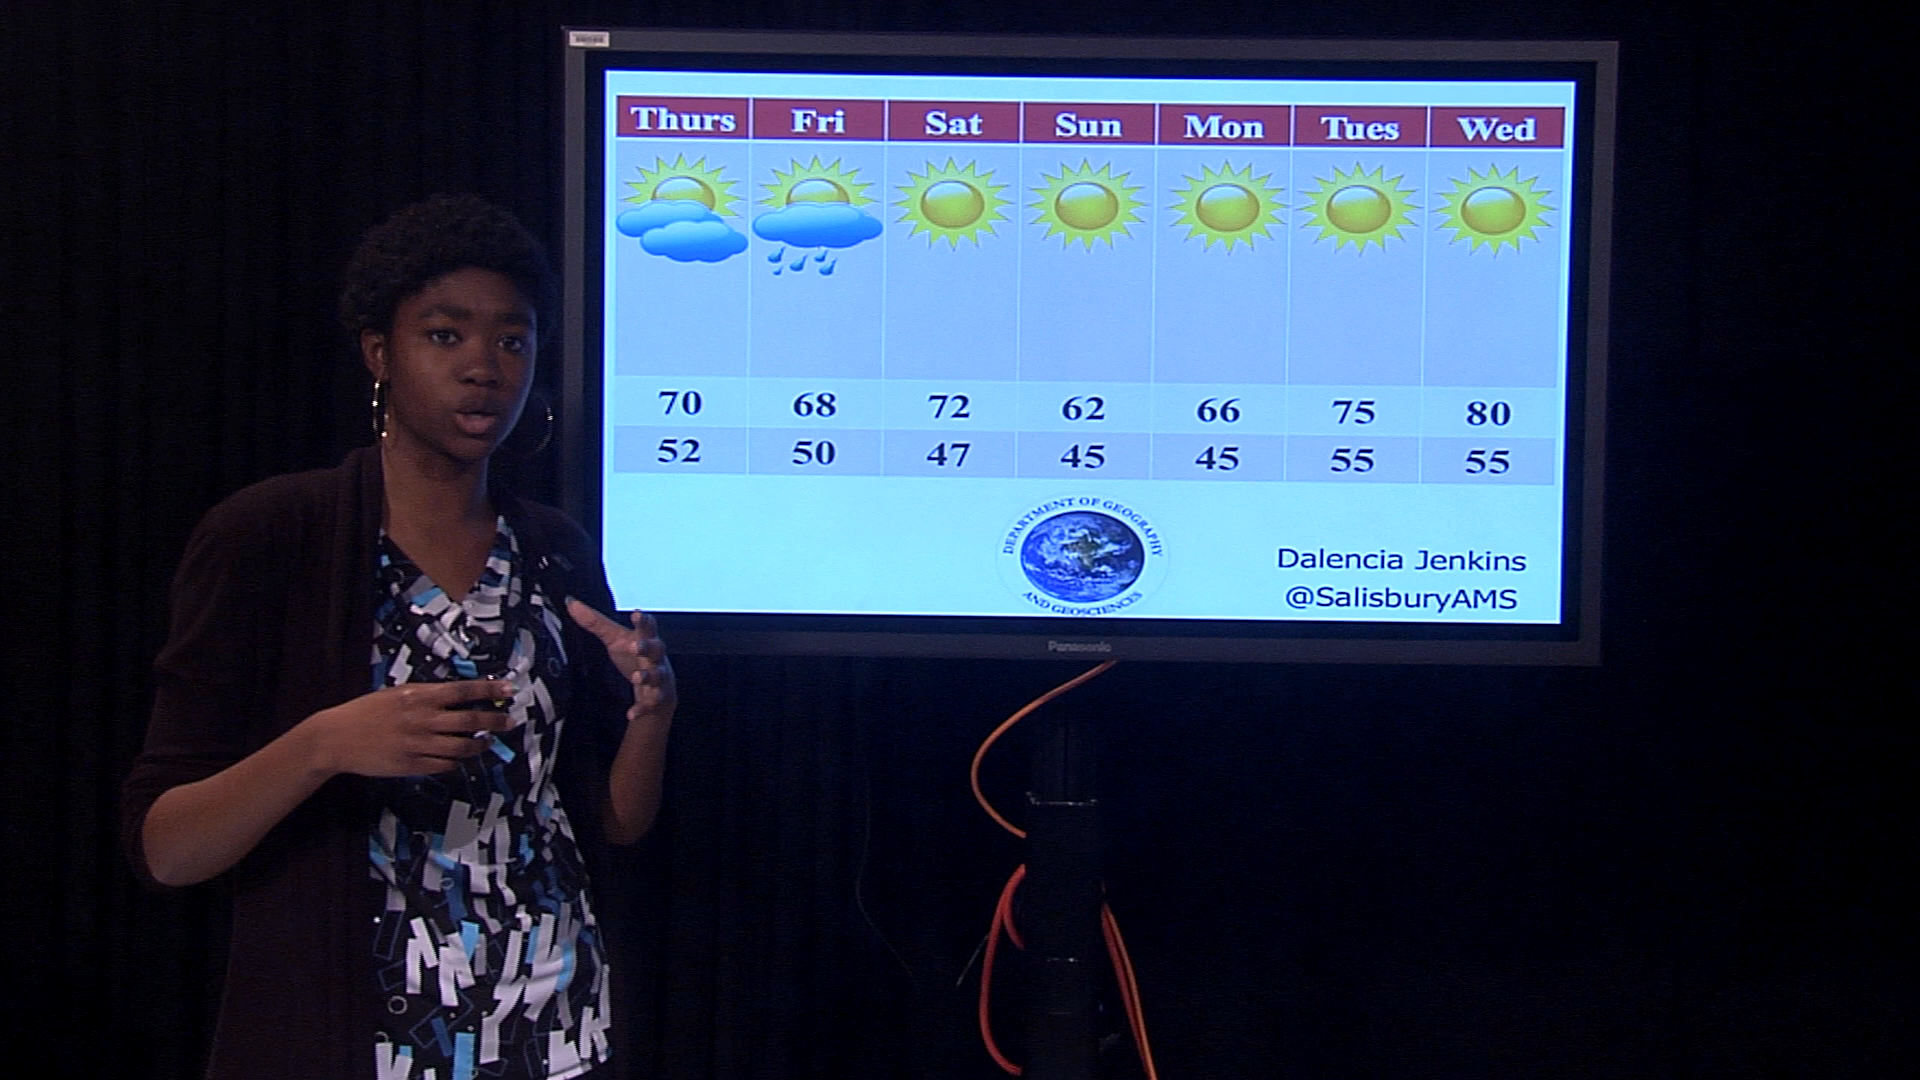 Thurs Fri Sat Sun Mon Tues Wed
70 68 72 62 66 75 80
52 50 47 45 45 55 55
DEPARTMENT OF GEOGRAPHY
AND GEOSCIENCES
Dalencia Jenkins
@SalisburyAMS
Panasonic